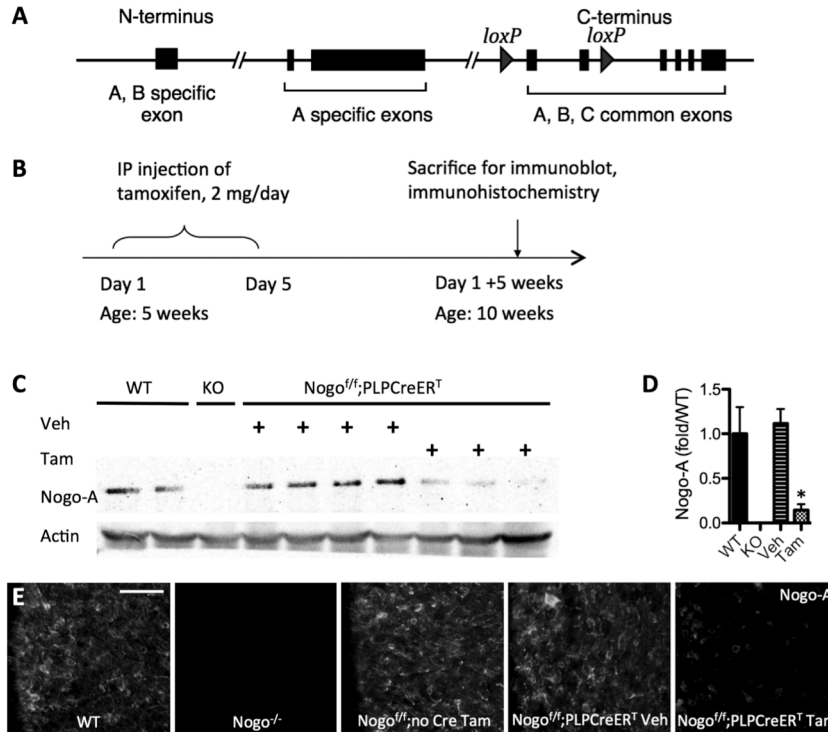 A
N-terminus
C-terminus
loxP
loxP
A, B specific
exon
A specific exons
A, B, C common exons
B
IP injection of
tamoxifen, 2 mg/day
Sacrifice for immunoblot,
immunohistochemistry
Day 1
Day 5
Day 1 +5 weeks
Age: 5 weeks
Age: 10 weeks
C
WT
KO
Nogof/f;PLPCreERT
Veh
+ + + +
Tam
+ + +
Nogo-A
Actin
D
Nogo-A (fold/WT)
1.5
1.0
0.5
0.0
*
WT
KO
Veh
Tam
E
Nogo-A
WT
Nogo-/-
Nogof/f;no Cre Tam
Nogof/f;PLPCreERT Veh
Nogof/f;PLPCreERT Tam